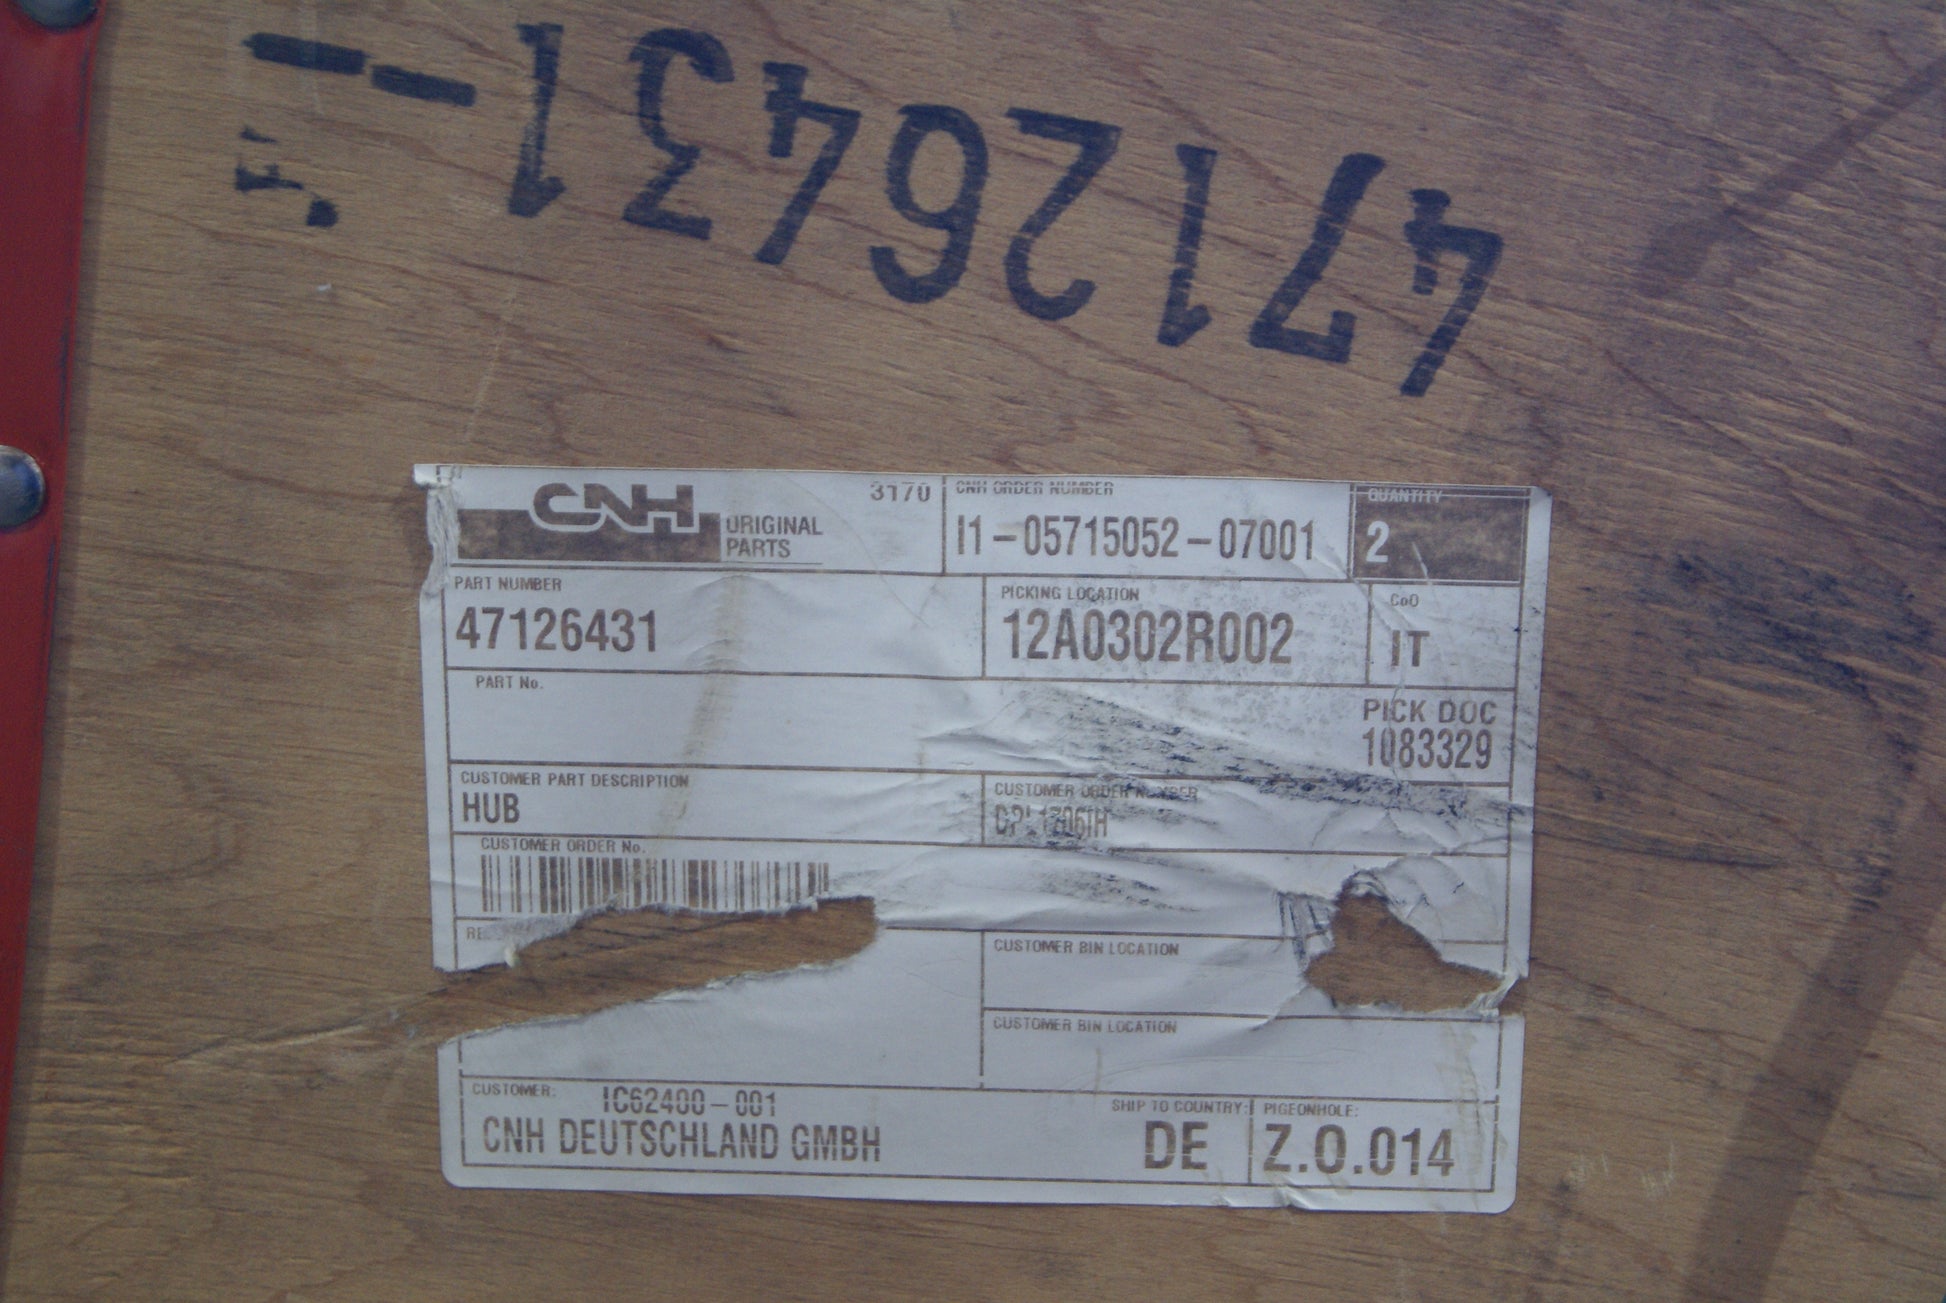 47126431
CNH
ORIGINAL
PARTS
3170
CNH ORDER NUMBER
I1-05715052-07001
QUANTITY
2
PART NUMBER
47126431
PICKING LOCATION
12A0302R002
CoO
IT
PART No.
PICK DOC
1083329
CUSTOMER PART DESCRIPTION
HUB
CUSTOMER ORDER NUMBER
CUSTOMER ORDER No.
CUSTOMER BIN LOCATION
CUSTOMER BIN LOCATION
CUSTOMER:
IC62400-001
CNH DEUTSCHLAND GMBH
SHIP TO COUNTRY:
DE
PIGEONHOLE:
Z.O.014